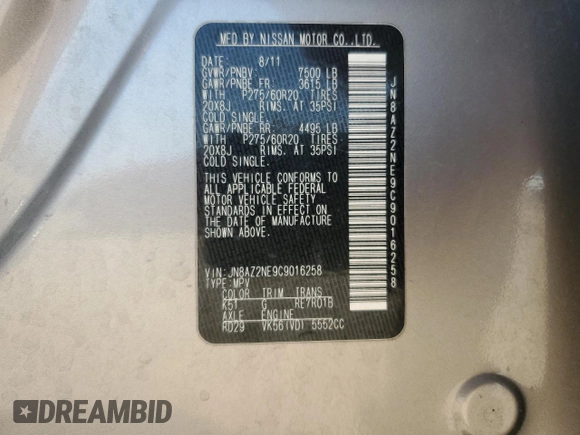 MFD BY NISSAN MOTOR CO.,LTD.
DATE: 8/11
GVWR/PNBV: 7500 LB
GAWR/PNBE FR 3615 LB
WITH P275/60R20 TIRES
20X8J RIMS. AT 35PSI
COLD SINGLE.
GAWR/PNBE RR. 4495 LB
WITH P275/60R20 TIRES
20X8J RIMS. AT 35PSI
COLD SINGLE.
THIS VEHICLE CONFORMS TO
ALL APPLICABLE FEDERAL
MOTOR VEHICLE SAFETY
STANDARDS IN EFFECT ON
THE DATE OF MANUFACTURE
SHOWN ABOVE.
VIN: JN8AZ2NE9C9016258
TYPE: MPV
COLOR TRIM TRANS
K51 G RE7R01B
AXLE ENGINE
RD29 VK56(VD) 5552CC
JN8AZ2NE9C9016258
DREAMBID